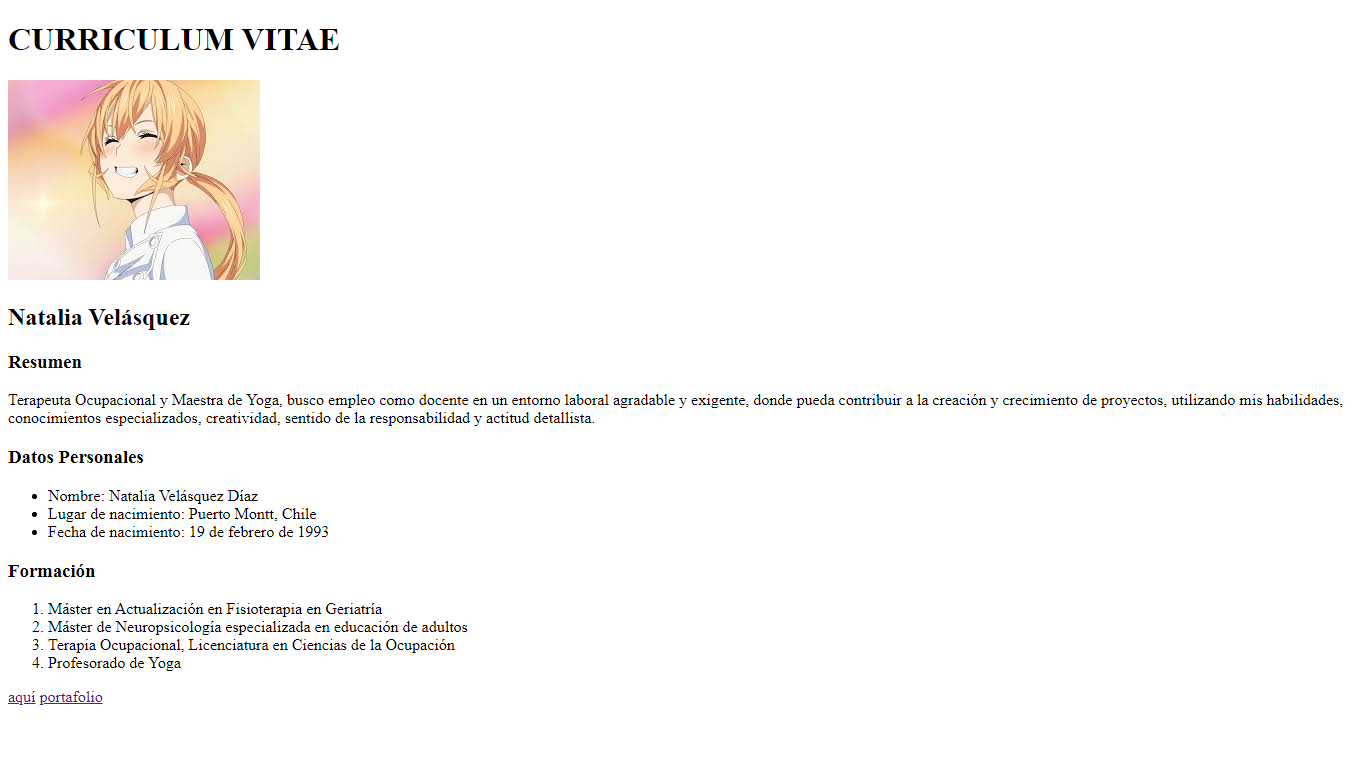 CURRICULUM VITAE
Natalia Velásquez
Resumen
Terapeuta Ocupacional y Maestra de Yoga, busco empleo como docente en un entorno laboral agradable y exigente, donde pueda contribuir a la creación y crecimiento de proyectos, utilizando mis habilidades,
conocimientos especializados, creatividad, sentido de la responsabilidad y actitud detallista.
Datos Personales
• Nombre: Natalia Velásquez Díaz
• Lugar de nacimiento: Puerto Montt, Chile
• Fecha de nacimiento: 19 de febrero de 1993
Formación
1. Máster en Actualización en Fisioterapia en Geriatría
2. Máster de Neuropsicología especializada en educación de adultos
3. Terapia Ocupacional, Licenciatura en Ciencias de la Ocupación
4. Profesorado de Yoga
aquí portafolio